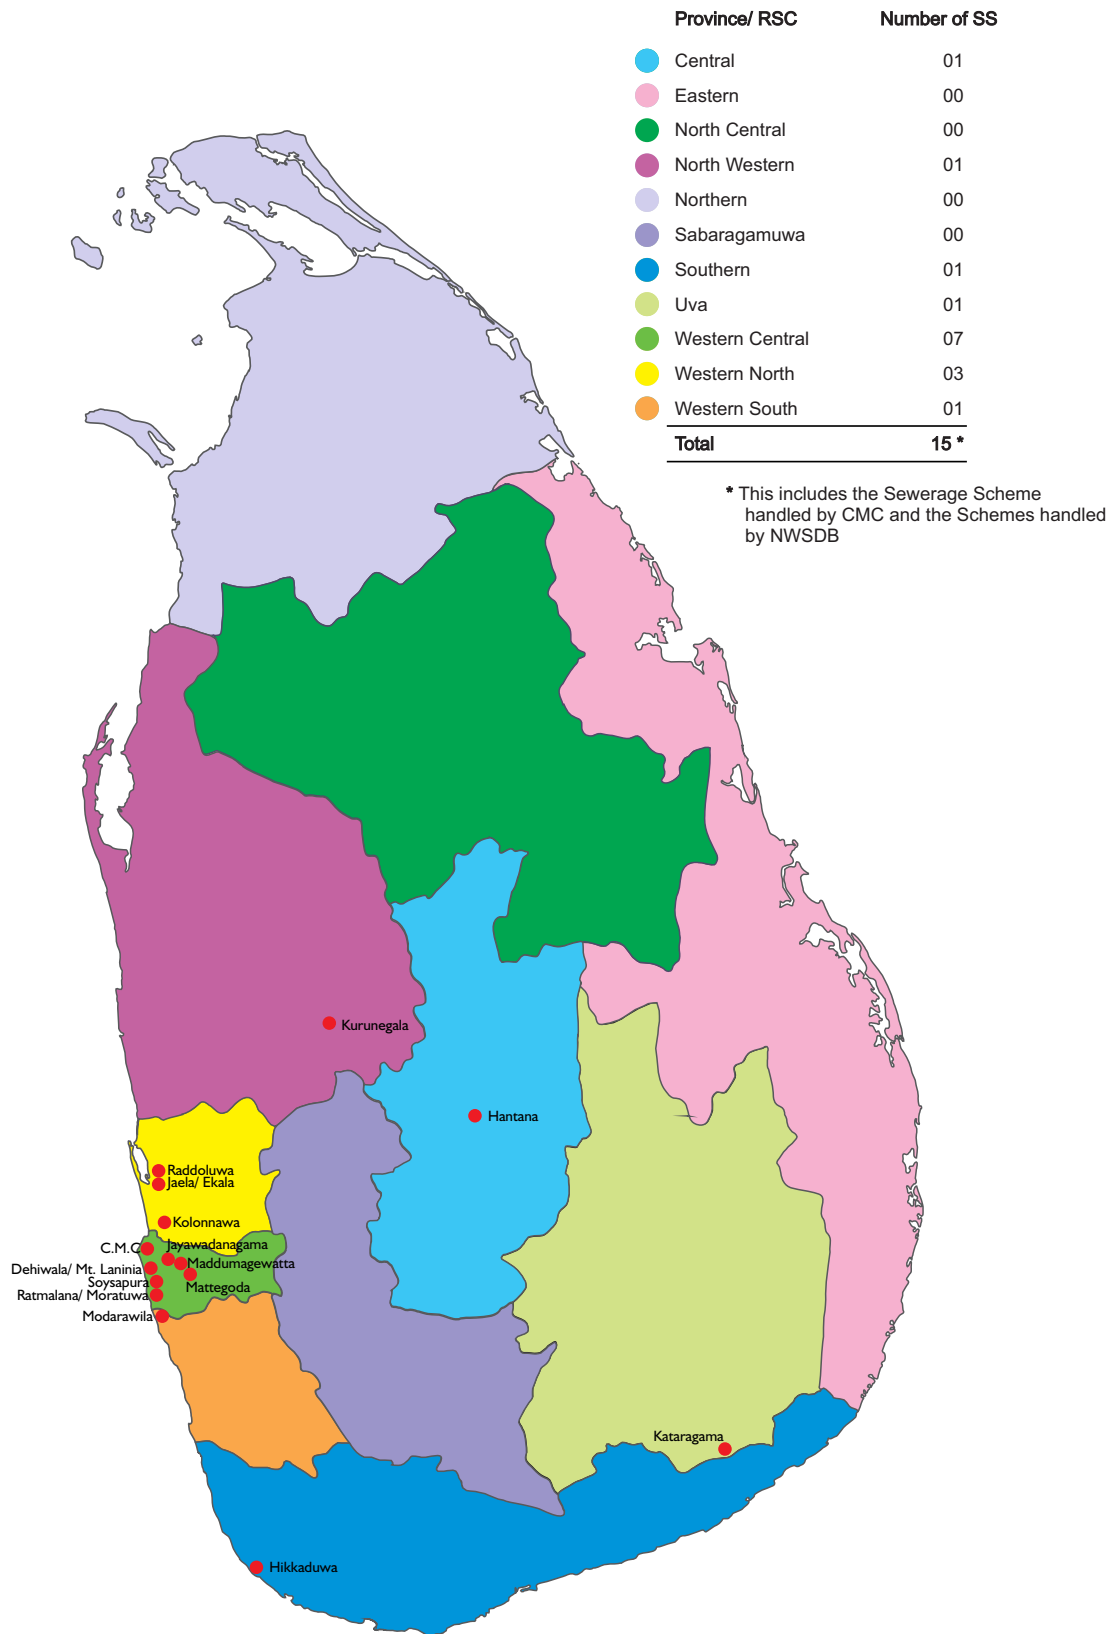 Province/ RSC Number of SS
Central 01
Eastern 00
North Central 00
North Western 01
Northern 00
Sabaragamuwa 00
Southern 01
Uva 01
Western Central 07
Western North 03
Western South 01
Total 15 *
* This includes the Sewerage Scheme
handled by CMC and the Schemes handled
by NWSDB
Kurunegala
Hantana
Raddoluwa
Jaela/ Ekala
Kolonnawa
Jayawadanagama
C.M.C
Maddumagewatta
Dehiwala/ Mt. Laninia
Soysapura
Mattegoda
Ratmalana/ Moratuwa
Modarawila
Kataragama
Hikkaduwa